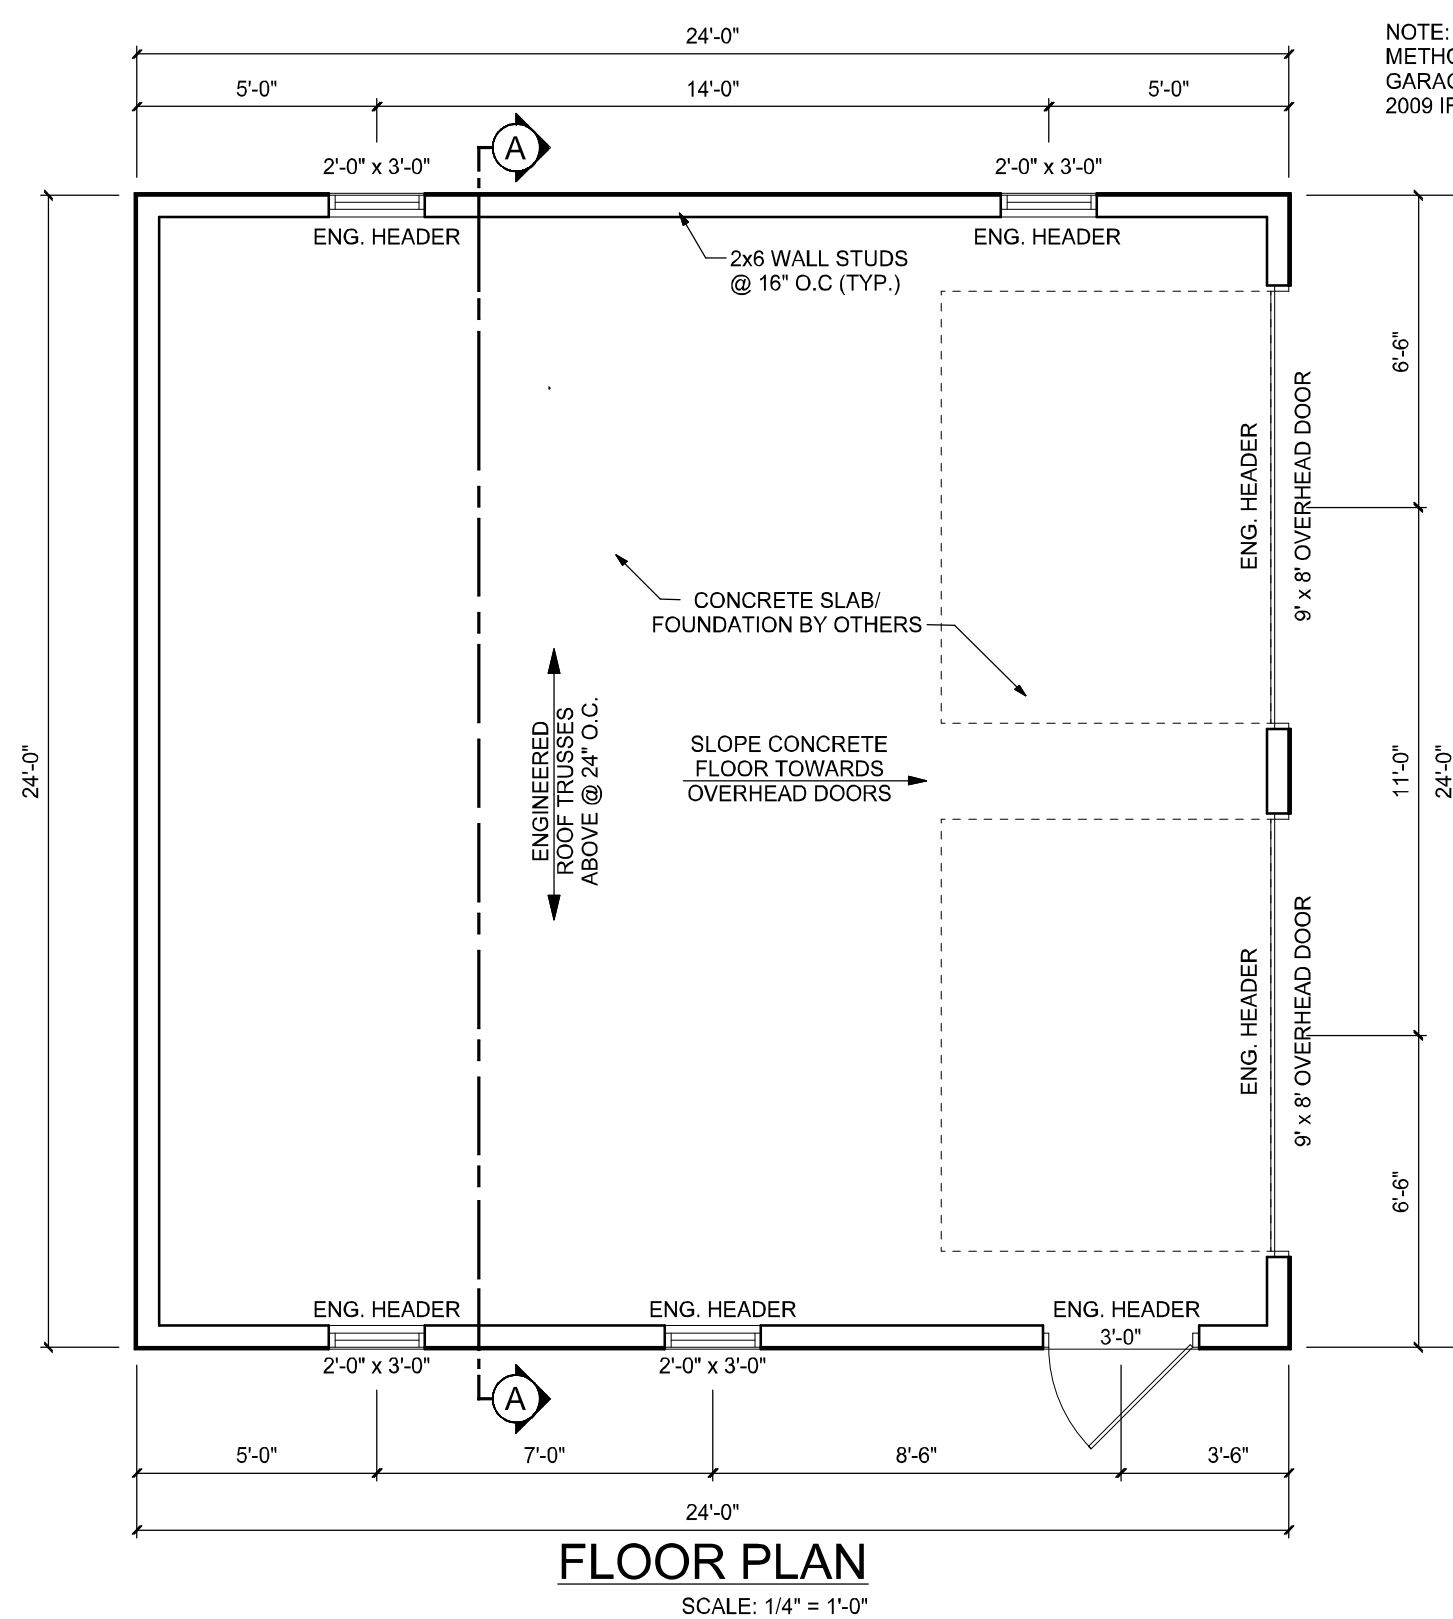 24'-0"
5'-0"
14'-0"
5'-0"
NOTE:
2009
A
2'-0" x 3'-0"
2'-0" x 3'-0"
ENG. HEADER
ENG. HEADER
2x6 WALL STUDS
@ 16" O.C (TYP.)
6'-6"
ENG. HEADER
9' x 8' OVERHEAD DOOR
CONCRETE SLAB/
FOUNDATION BY OTHERS
24'-0"
ENGINEERED
ROOF TRUSSES
ABOVE @ 24" O.C.
SLOPE CONCRETE
FLOOR TOWARDS
OVERHEAD DOORS
11'-0"
24'-0"
ENG. HEADER
9' x 8' OVERHEAD DOOR
6'-6"
ENG. HEADER
ENG. HEADER
ENG. HEADER
3'-0"
2'-0" x 3'-0"
2'-0" x 3'-0"
A
5'-0"
7'-0"
8'-6"
3'-6"
24'-0"
FLOOR PLAN
SCALE: 1/4" = 1'-0"